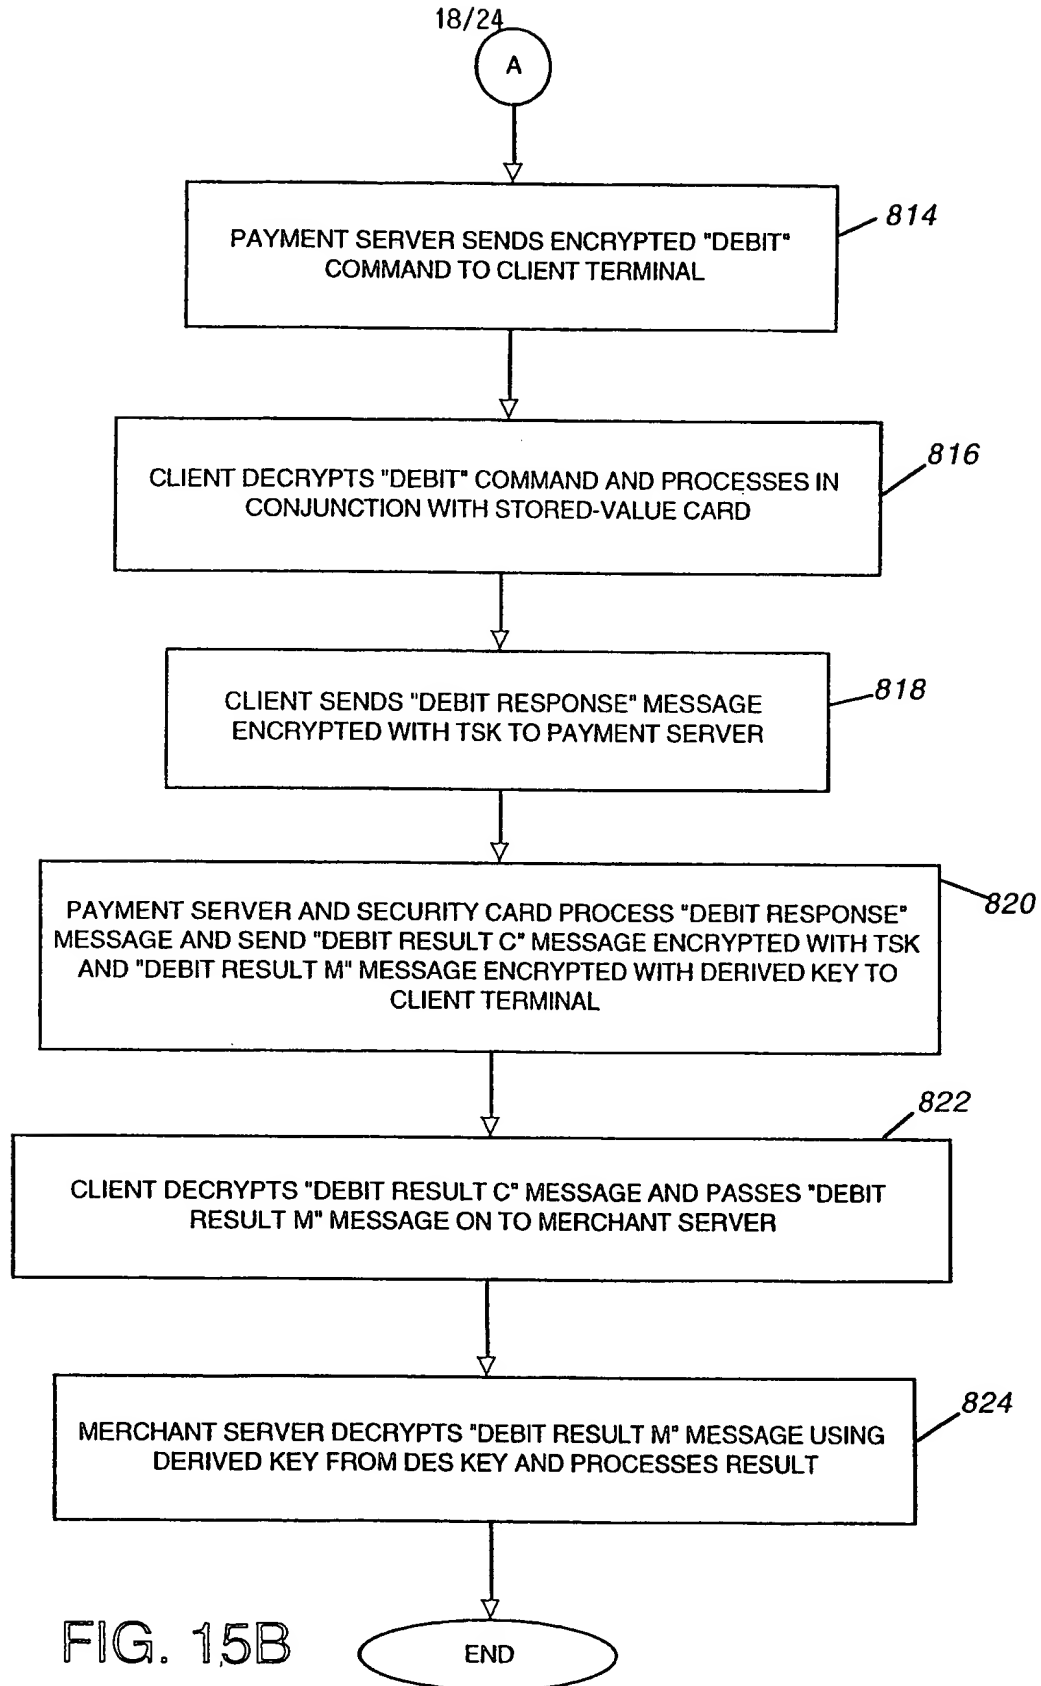 18/24
A
PAYMENT SERVER SENDS ENCRYPTED "DEBIT"
COMMAND TO CLIENT TERMINAL
814
CLIENT DECRYPTS "DEBIT" COMMAND AND PROCESSES IN
CONJUNCTION WITH STORED-VALUE CARD
816
CLIENT SENDS "DEBIT RESPONSE" MESSAGE
ENCRYPTED WITH TSK TO PAYMENT SERVER
818
PAYMENT SERVER AND SECURITY CARD PROCESS "DEBIT RESPONSE"
MESSAGE AND SEND "DEBIT RESULT C" MESSAGE ENCRYPTED WITH TSK
AND "DEBIT RESULT M" MESSAGE ENCRYPTED WITH DERIVED KEY TO
CLIENT TERMINAL
820
CLIENT DECRYPTS "DEBIT RESULT C" MESSAGE AND PASSES "DEBIT
RESULT M" MESSAGE ON TO MERCHANT SERVER
822
MERCHANT SERVER DECRYPTS "DEBIT RESULT M" MESSAGE USING
DERIVED KEY FROM DES KEY AND PROCESSES RESULT
824
END
FIG. 15B